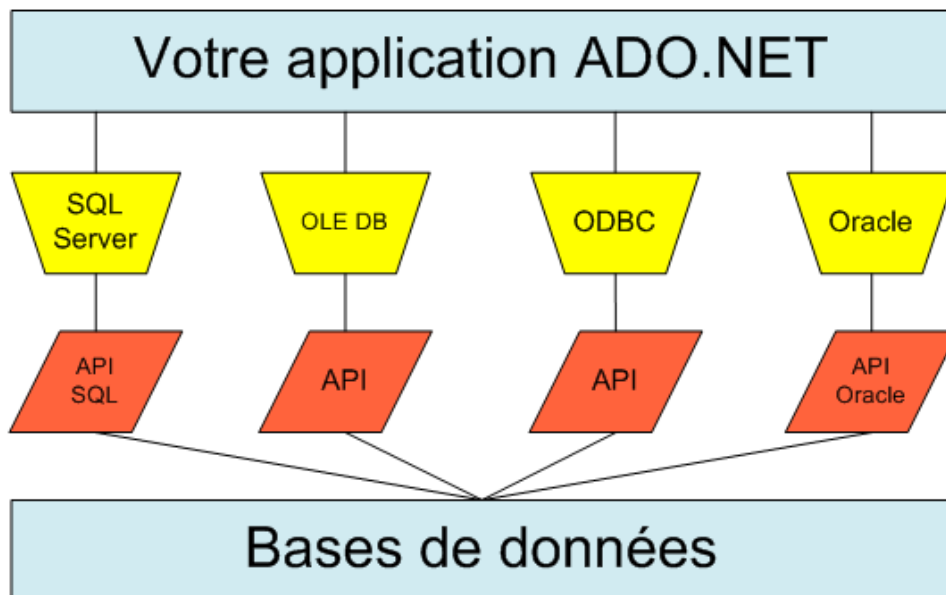 Votre application ADO.NET
SQL
Server
OLE DB
ODBC
Oracle
API
SQL
API
API
API
Oracle
Bases de données